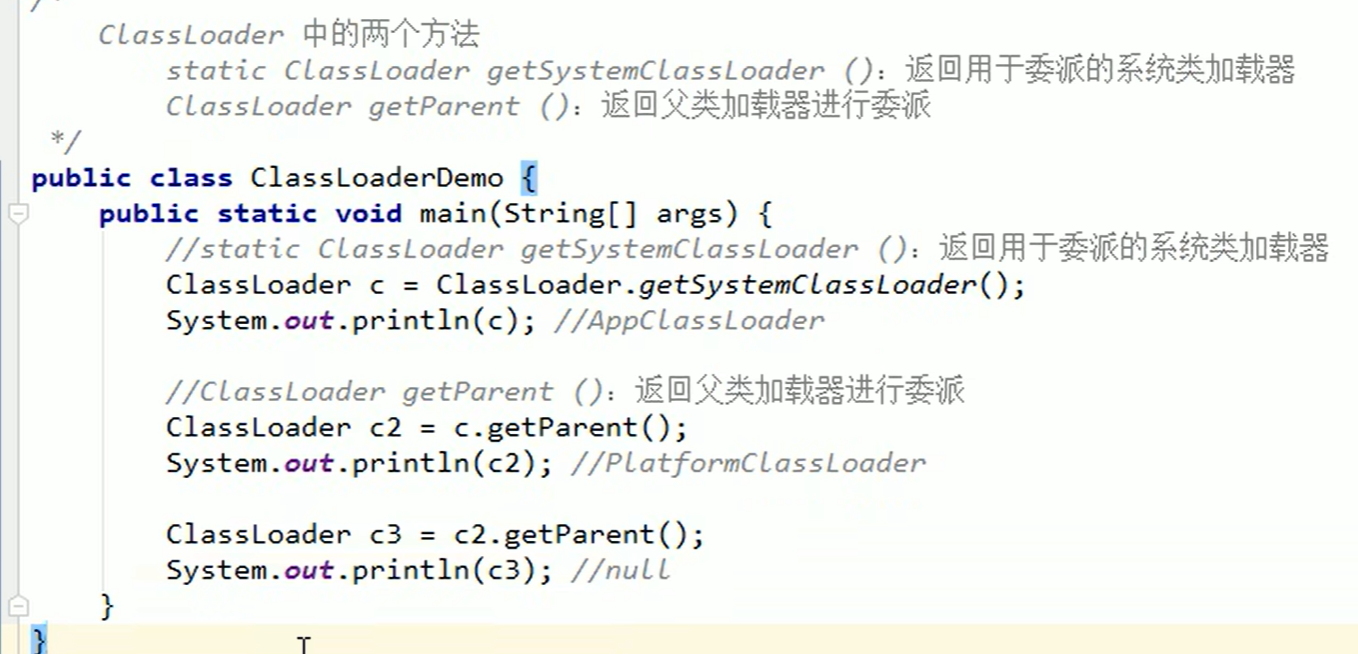 /*
ClassLoader 中的两个方法
static ClassLoader getSystemClassLoader ()：返回用于委派的系统类加载器
ClassLoader getParent ()：返回父类加载器进行委派
*/
public class ClassLoaderDemo {
public static void main(String[] args) {
//static ClassLoader getSystemClassLoader ()：返回用于委派的系统类加载器
ClassLoader c = ClassLoader.getSystemClassLoader();
System.out.println(c); //AppClassLoader
//ClassLoader getParent ()：返回父类加载器进行委派
ClassLoader c2 = c.getParent();
System.out.println(c2); //PlatformClassLoader
ClassLoader c3 = c2.getParent();
System.out.println(c3); //null
}
}